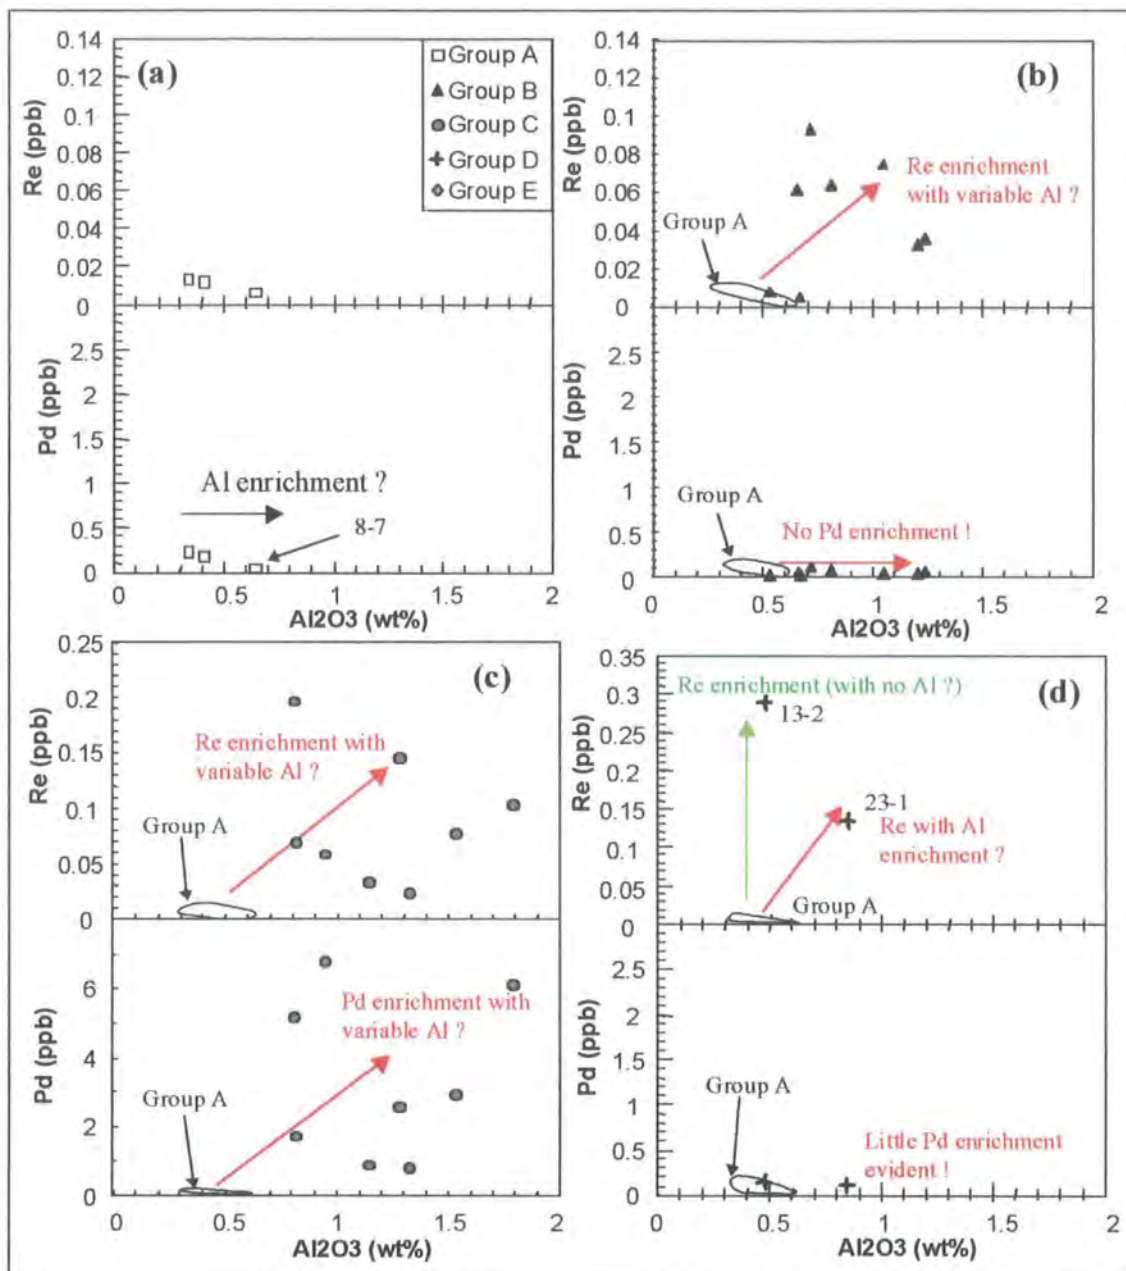 (a)
0.14
0.12
0.1
0.08
0.06
0.04
0.02
0
Re (ppb)
Group A
Group B
Group C
Group D
Group E
2.5
2
1.5
1
0.5
0
Pd (ppb)
Al enrichment ?
8-7
0 0.5 1 1.5 2
Al2O3 (wt%)
(b)
0.14
0.12
0.1
0.08
0.06
0.04
0.02
0
Re (ppb)
Re enrichment
with variable Al ?
Group A
2.5
2
1.5
1
0.5
0
Pd (ppb)
Group A
No Pd enrichment !
0 0.5 1 1.5 2
Al2O3 (wt%)
(c)
0.25
0.2
0.15
0.1
0.05
0
Re (ppb)
Re enrichment with
variable Al ?
Group A
6
4
2
0
Pd (ppb)
Pd enrichment with
variable Al ?
Group A
0 0.5 1 1.5 2
Al2O3 (wt%)
(d)
0.35
0.3
0.25
0.2
0.15
0.1
0.05
0
Re (ppb)
Re enrichment (with no Al ?)
13-2
23-1
Re with Al
enrichment ?
Group A
2.5
2
1.5
1
0.5
0
Pd (ppb)
Group A
Little Pd enrichment
evident !
0 0.5 1 1.5 2
Al2O3 (wt%)